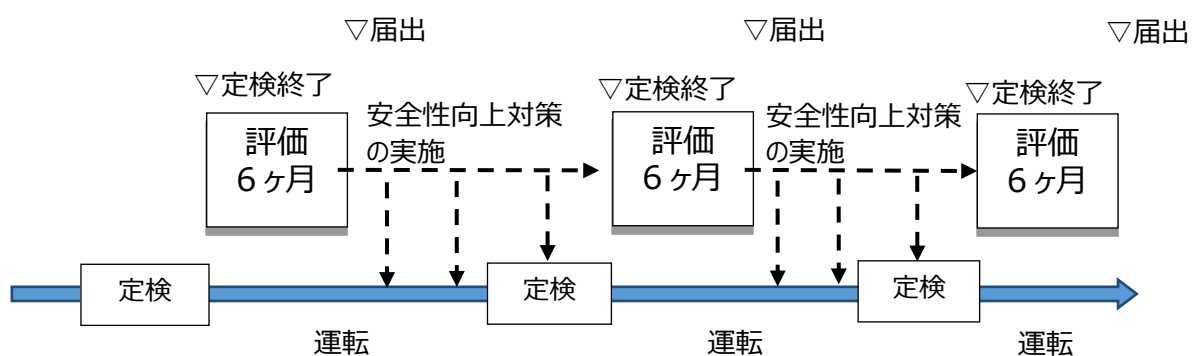 ▽届出
▽届出
▽届出
▽定検終了
▽定検終了
▽定検終了
評価
6ヶ月
安全性向上対策
の実施
評価
6ヶ月
安全性向上対策
の実施
評価
6ヶ月
定検
定検
定検
運転
運転
運転